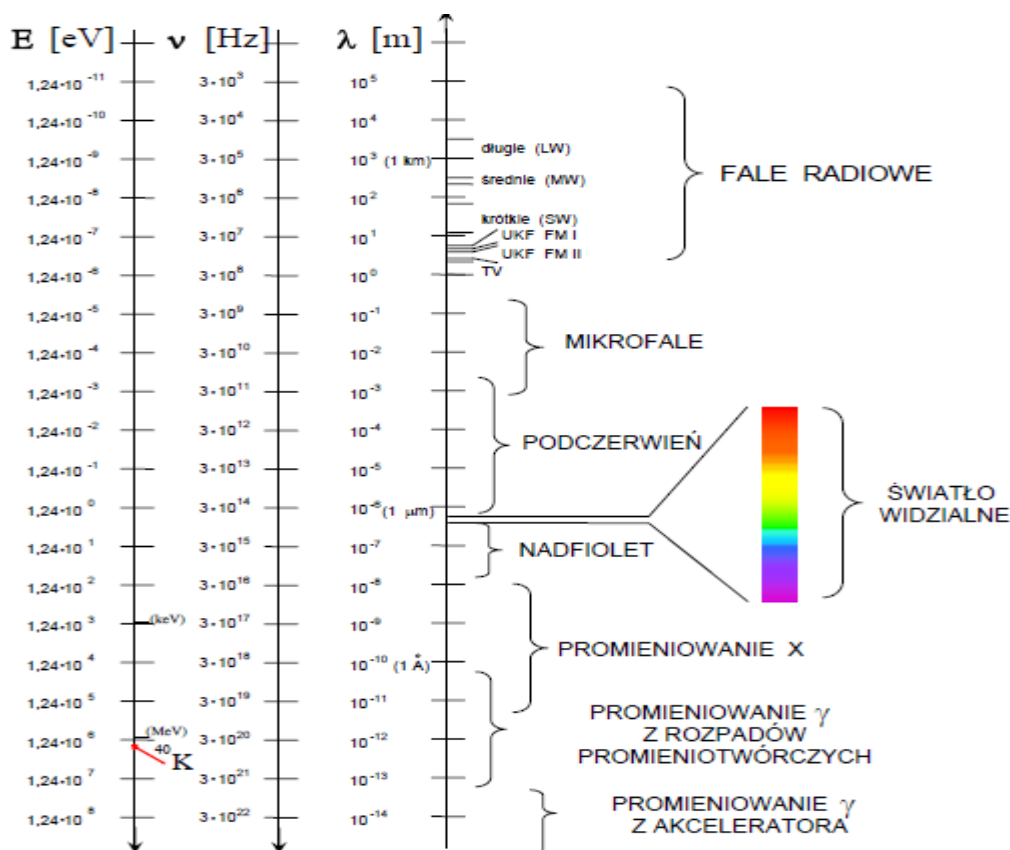 E [eV] ν [Hz] λ [m]
1,24•10 -11 3•10 3 10 5
1,24•10 -10 3•10 4 10 4
1,24•10 -9 3•10 5 10 3 (1 km)
1,24•10 -8 3•10 6 10 2
1,24•10 -7 3•10 7 10 1
1,24•10 -6 3•10 8 10 0
1,24•10 -5 3•10 9 10 -1
1,24•10 -4 3•10 10 10 -2
1,24•10 -3 3•10 11 10 -3
1,24•10 -2 3•10 12 10 -4
1,24•10 -1 3•10 13 10 -5
1,24•10 0 3•10 14 10 -6 (1 μm)
1,24•10 1 3•10 15 10 -7
1,24•10 2 3•10 16 10 -8
1,24•10 3 (keV) 3•10 17 10 -9
1,24•10 4 3•10 18 10 -10 (1 Å)
1,24•10 5 3•10 19 10 -11
1,24•10 6 (MeV) 3•10 20 10 -12
40 K
1,24•10 7 3•10 21 10 -13
1,24•10 8 3•10 22 10 -14
długie (LW)
średnie (MW)
krótkie (SW)
UKF FM I
UKF FM II
TV
FALE RADIOWE
MIKROFALE
PODCZERWIEŃ
ŚWIATŁO
WIDZIALNE
NADFIOLET
PROMIENIOWANIE X
PROMIENIOWANIE γ
Z ROZPADÓW
PROMIENIOTWÓRCZYCH
PROMIENIOWANIE γ
Z AKCELERATORA